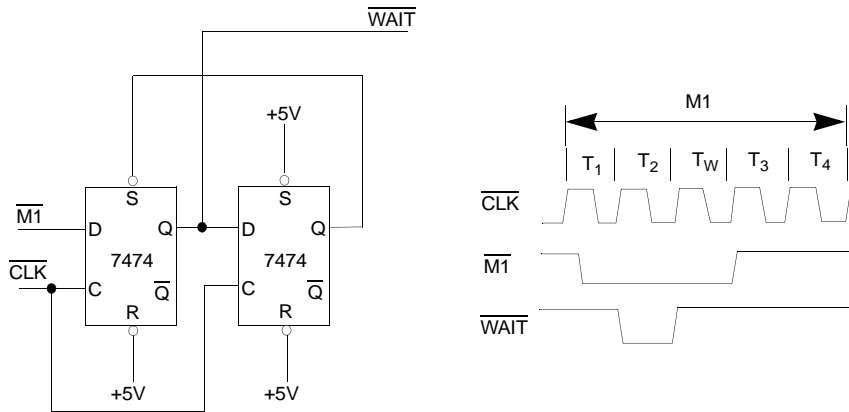 WAIT
+5V
S
S
M1
D
Q
D
Q
7474
7474
CLK
C
Q
C
Q
R
R
+5V
+5V
M1
T1
T2
TW
T3
T4
CLK
M1
WAIT